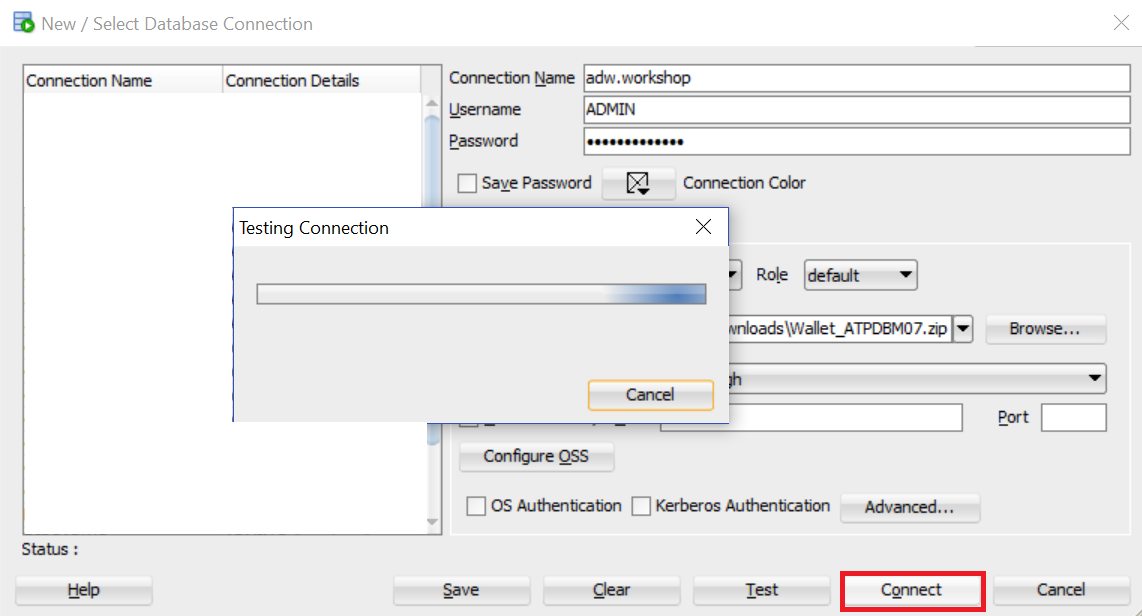 New / Select Database Connection
Connection Name Connection Details
Connection Name adw.workshop
Username ADMIN
Password •••••••••••••
Save Password Connection Color
Testing Connection
Role default
\Wallet_ATPDBM07.zip Browse...
Cancel
Port
Configure OSS
OS Authentication Kerberos Authentication Advanced...
Status :
Help Save Clear Test Connect Cancel